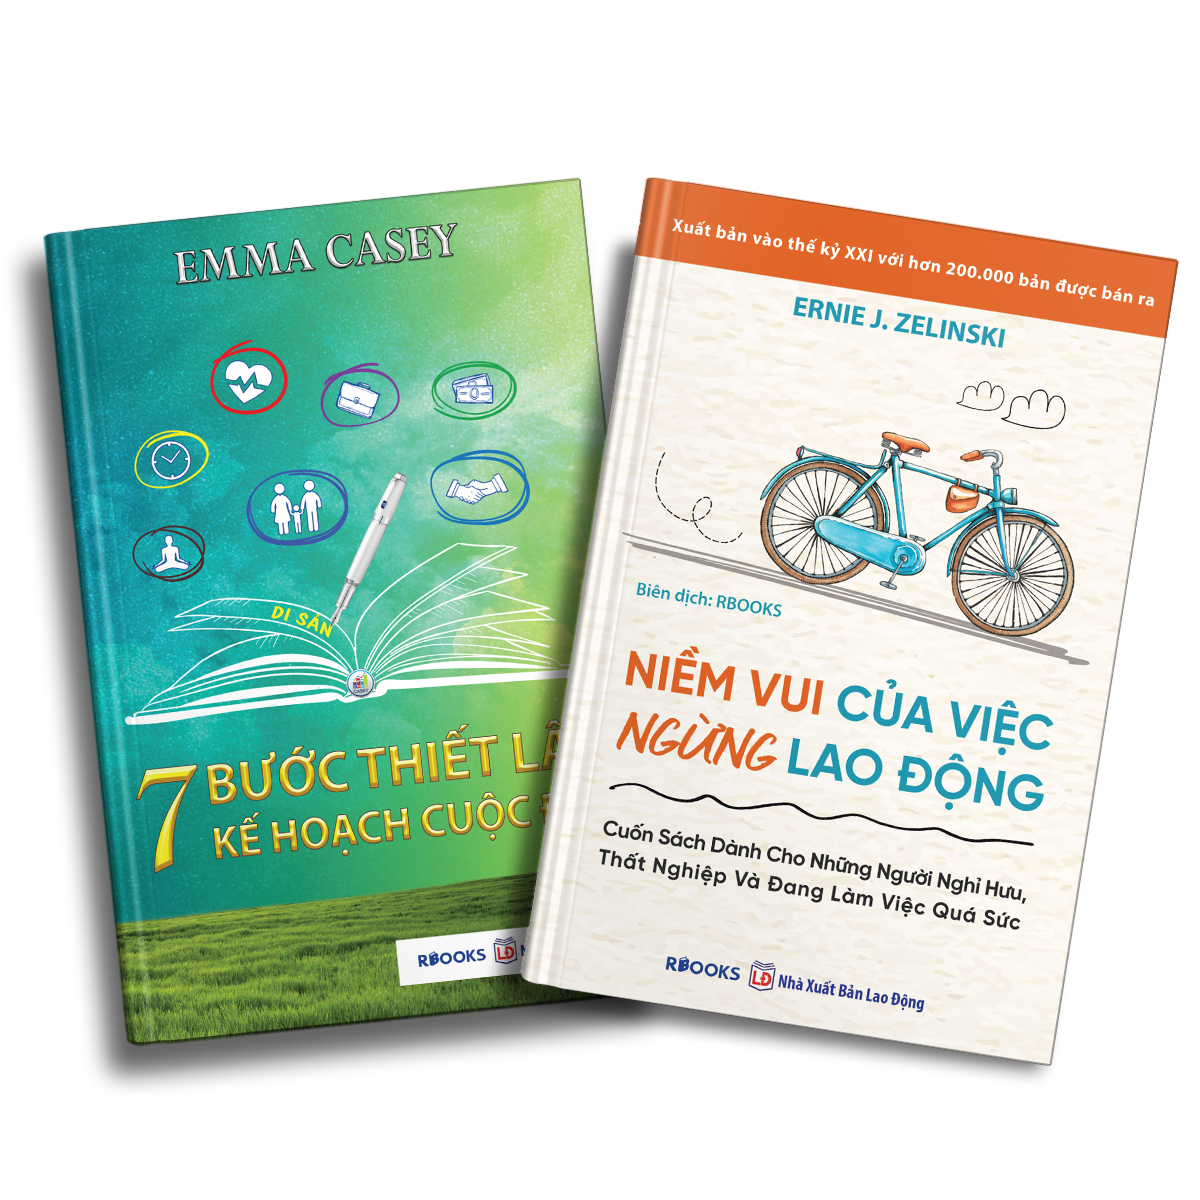 EMMA CASEY
DI SẢN
CASEY
7 BƯỚC THIẾT
KẾ HOẠCH CUỘC
RBOOKS LĐ
Xuất bản vào thế kỷ XXI với hơn 200.000 bản được bán ra
ERNIE J. ZELINSKI
Biên dịch: RBOOKS
NIỀM VUI CỦA VIỆC
NGỪNG LAO ĐỘNG
Cuốn Sách Dành Cho Những Người Nghỉ Hưu,
Thất Nghiệp Và Đang Làm Việc Quá Sức
RBOOKS LĐ Nhà Xuất Bản Lao Động